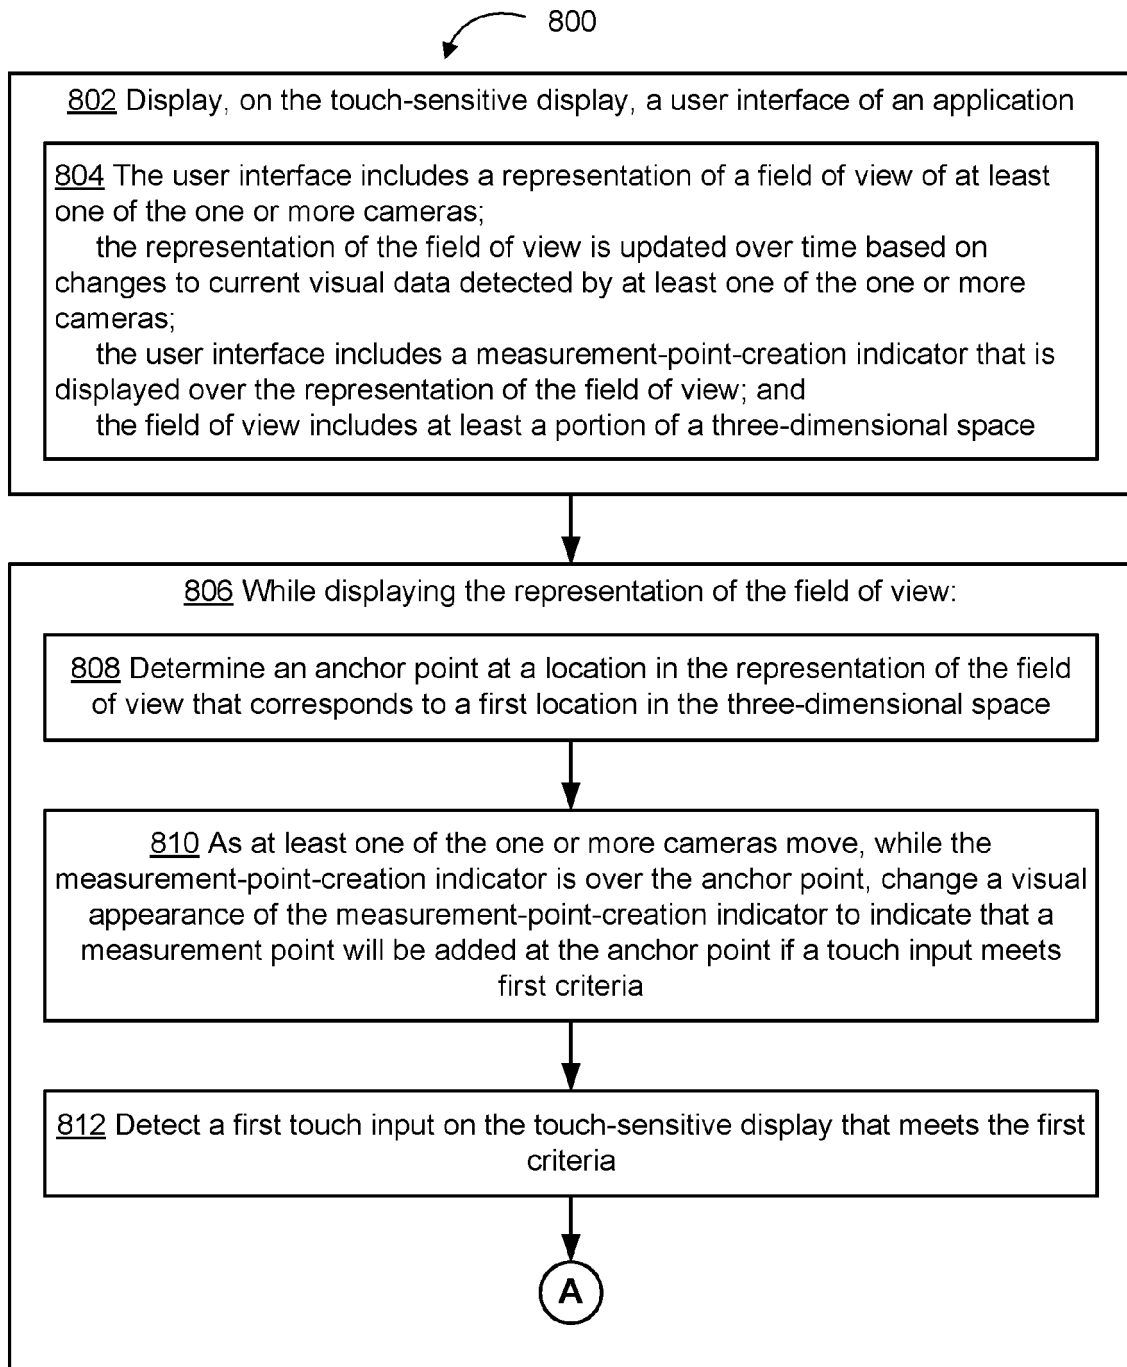 800
802 Display, on the touch-sensitive display, a user interface of an application
804 The user interface includes a representation of a field of view of at least
one of the one or more cameras;
the representation of the field of view is updated over time based on
changes to current visual data detected by at least one of the one or more
cameras;
the user interface includes a measurement-point-creation indicator that is
displayed over the representation of the field of view; and
the field of view includes at least a portion of a three-dimensional space
806 While displaying the representation of the field of view:
808 Determine an anchor point at a location in the representation of the field
of view that corresponds to a first location in the three-dimensional space
810 As at least one of the one or more cameras move, while the
measurement-point-creation indicator is over the anchor point, change a visual
appearance of the measurement-point-creation indicator to indicate that a
measurement point will be added at the anchor point if a touch input meets
first criteria
812 Detect a first touch input on the touch-sensitive display that meets the first
criteria
A